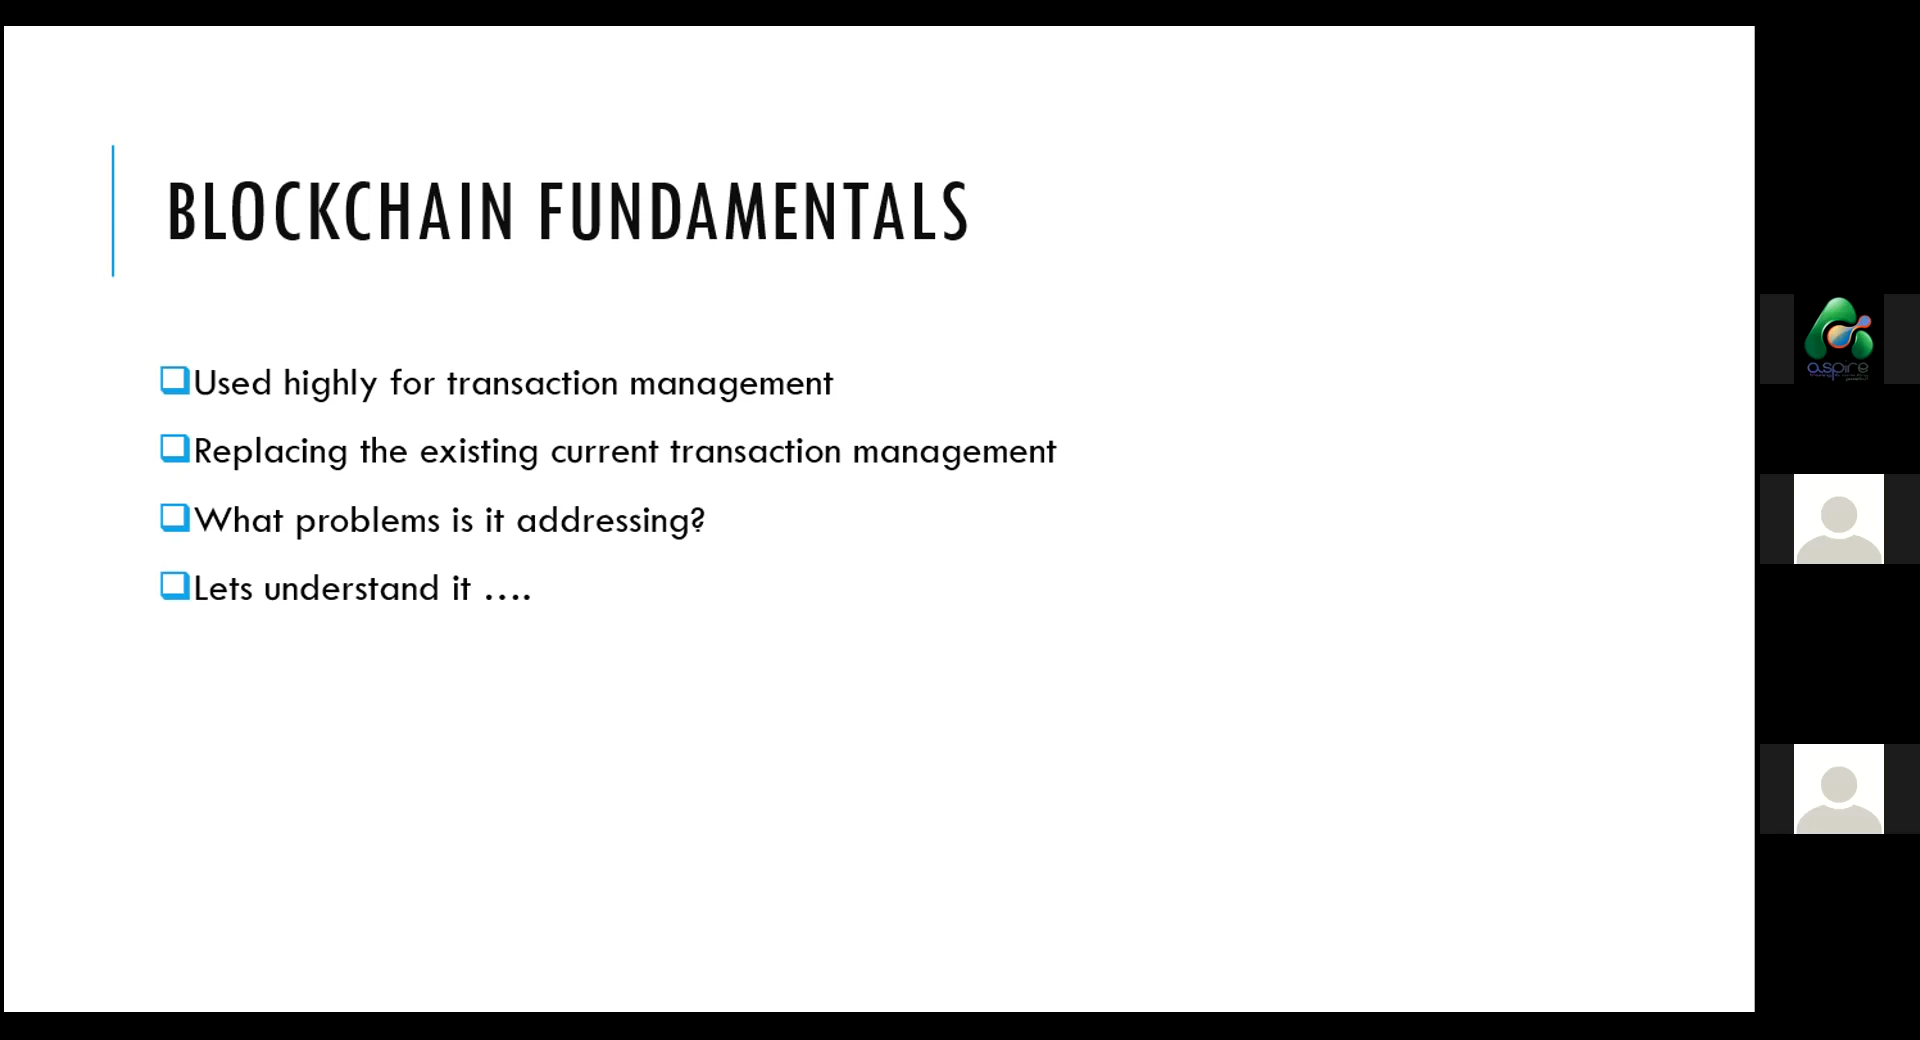 BLOCKCHAIN FUNDAMENTALS
Used highly for transaction management
Replacing the existing current transaction management
What problems is it addressing?
Lets understand it ....
aspire